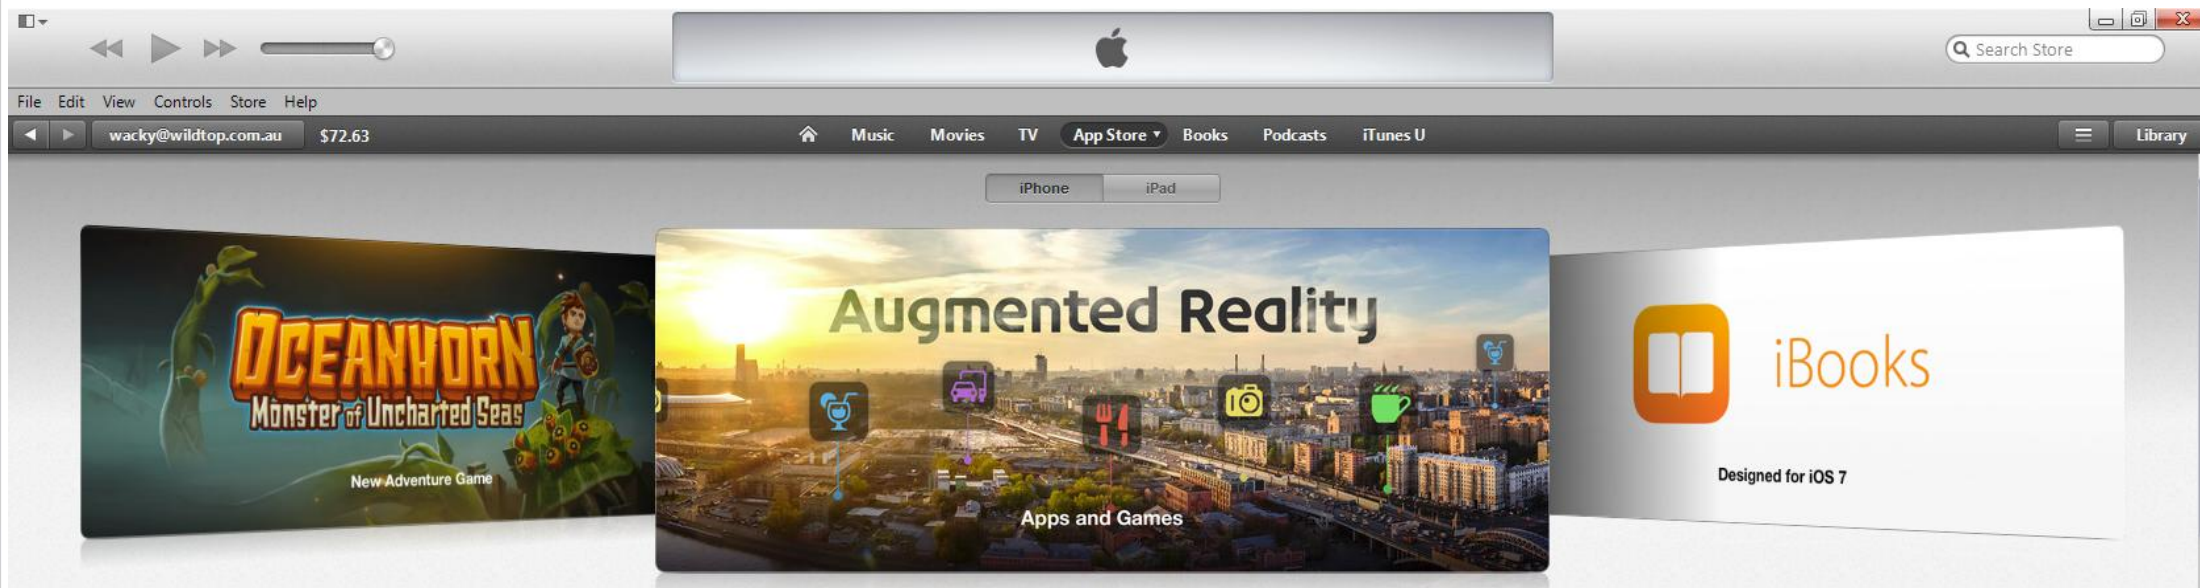 Search Store
File Edit View Controls Store Help
wacky@wildtop.com.au $72.63 Music Movies TV App Store Books Podcasts iTunes U Library
iPhone iPad
OCEANHORN
Monster of Uncharted Seas
New Adventure Game
Augmented Reality
Apps and Games
iBooks
Designed for iOS 7